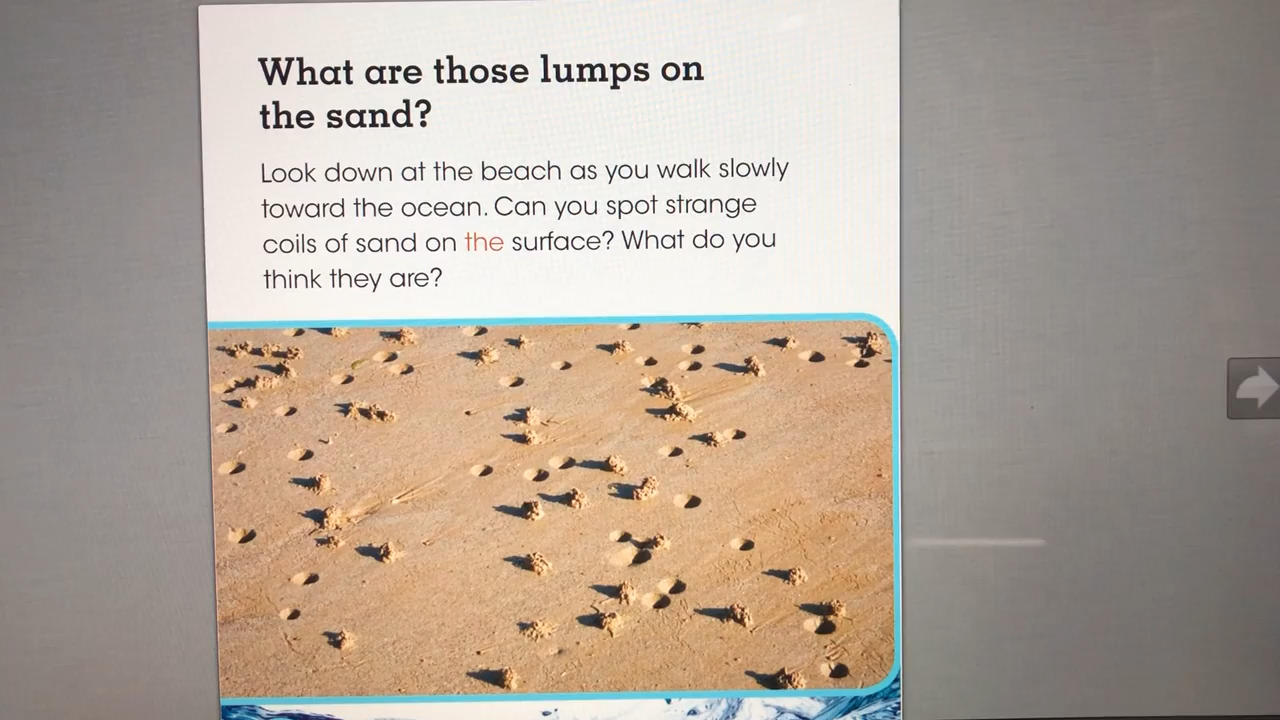 What are those lumps on
the sand?
Look down at the beach as you walk slowly
toward the ocean. Can you spot strange
coils of sand on the surface? What do you
think they are?